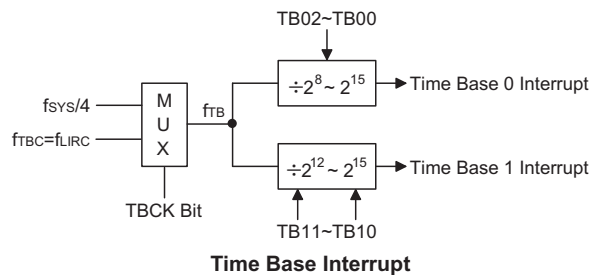 TB02~TB00
÷2^8 ~ 2^15
Time Base 0 Interrupt
fSYS/4
fTBC=fLIRC
M
U
X
fTB
TBCK Bit
÷2^12 ~ 2^15
Time Base 1 Interrupt
TB11~TB10
Time Base Interrupt